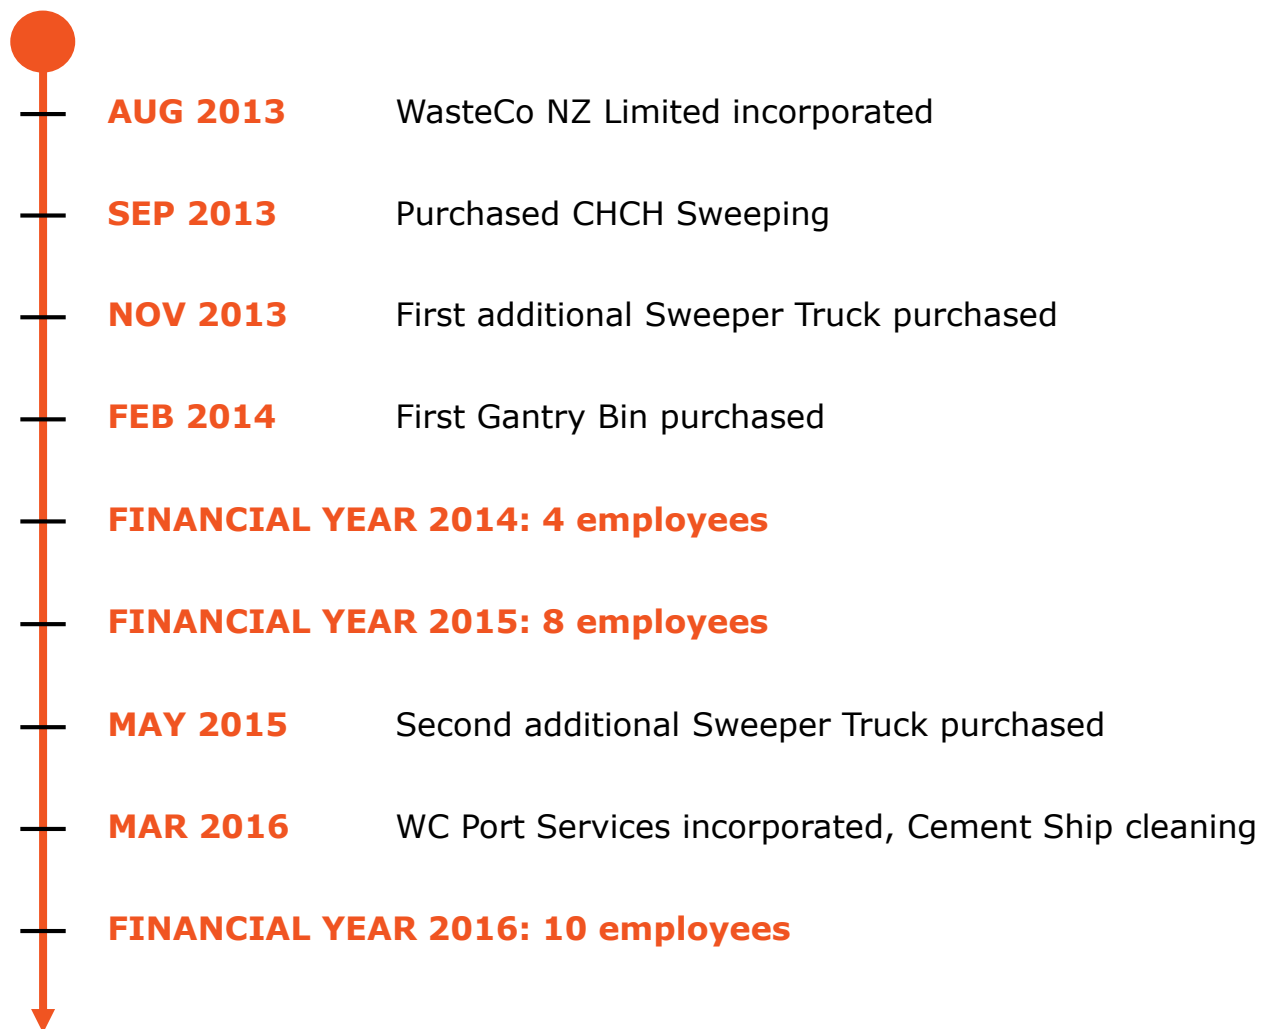 AUG 2013 WasteCo NZ Limited incorporated
SEP 2013 Purchased CHCH Sweeping
NOV 2013 First additional Sweeper Truck purchased
FEB 2014 First Gantry Bin purchased
FINANCIAL YEAR 2014: 4 employees
FINANCIAL YEAR 2015: 8 employees
MAY 2015 Second additional Sweeper Truck purchased
MAR 2016 WC Port Services incorporated, Cement Ship cleaning
FINANCIAL YEAR 2016: 10 employees